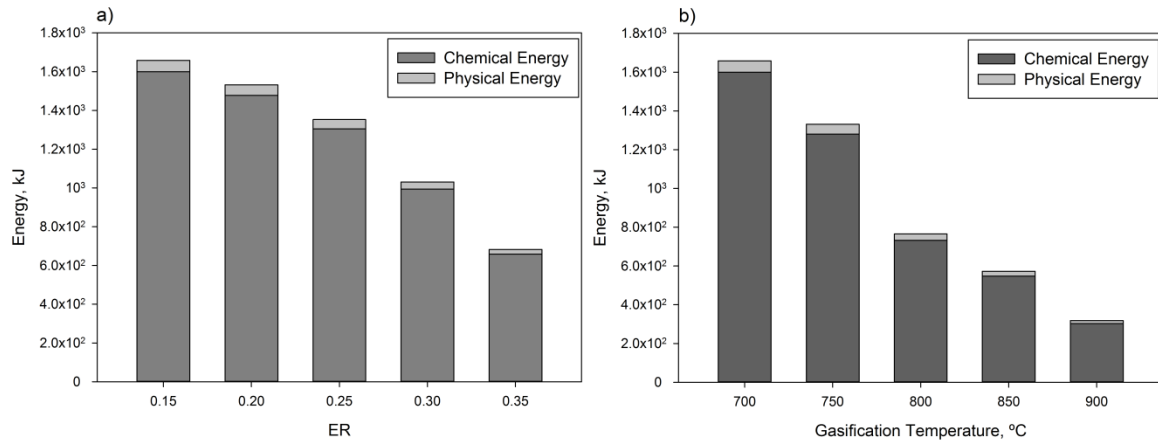 a)
1.8x10³
1.6x10³
1.4x10³
1.2x10³
10³
8.0x10²
6.0x10²
4.0x10²
2.0x10²
0
Energy, kJ
Chemical Energy
Physical Energy
0.15 0.20 0.25 0.30 0.35
ER
b)
1.8x10³
1.6x10³
1.4x10³
1.2x10³
10³
8.0x10²
6.0x10²
4.0x10²
2.0x10²
0
Energy, kJ
Chemical Energy
Physical Energy
700 750 800 850 900
Gasification Temperature, ºC